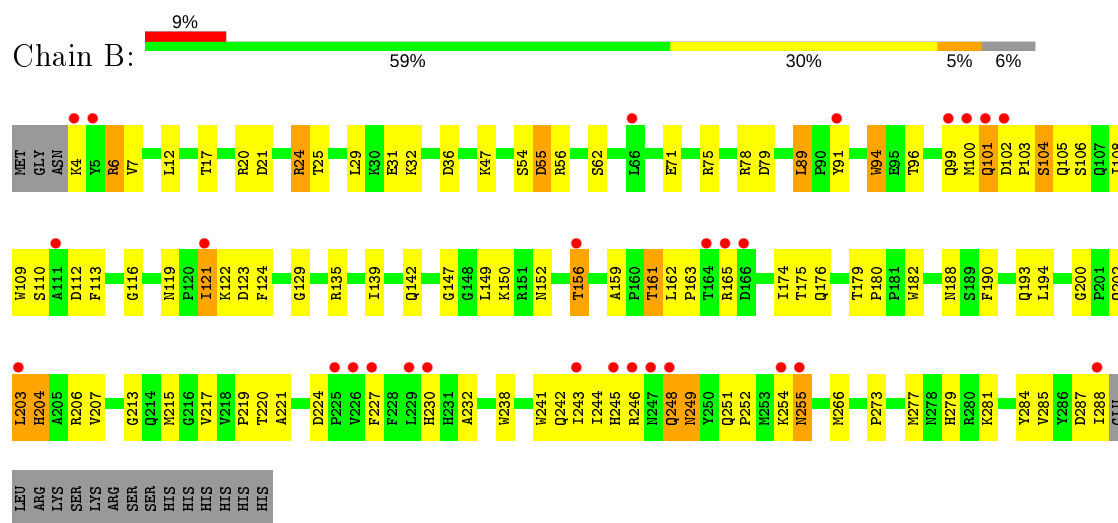 9%
Chain B:
59% 30% 5% 6%
MET GLY ASN K4 Y5 R6 V7 L12 T17 R20 D21 R24 T25 L29 K30 E31 K32 D36 K47 S54 D55 R56 S62 L66 E71 R75 R78 D79 L89 P90 Y91 W94 E95 T96 Q99 M100 Q101 D102 P103 S104 Q105 S106 Q107 I108
W109 S110 A111 D112 F113 G116 N119 P120 I121 K122 D123 F124 G129 R135 I139 Q142 G147 G148 L149 K150 R151 N152 T156 A159 P160 T161 L162 P163 T164 R165 D166 I174 T175 Q176 T179 P180 P181 W182 N188 S189 F190 Q193 L194 G200 P201
L203 H204 A205 R206 V207 G213 Q214 M215 G216 V217 V218 P219 T220 A221 D224 P225 V226 F227 F228 L229 H230 H231 A232 W238 W241 Q242 I243 I244 H245 R246 N247 Q248 N249 Y250 Q251 P252 M253 K254 N255 M266 P273 M277 N278 H279 R280 K281 Y284 V285 Y286 D287 I288 GLU
LEU ARG LYS SER LYS ARG SER SER HIS HIS HIS HIS HIS HIS